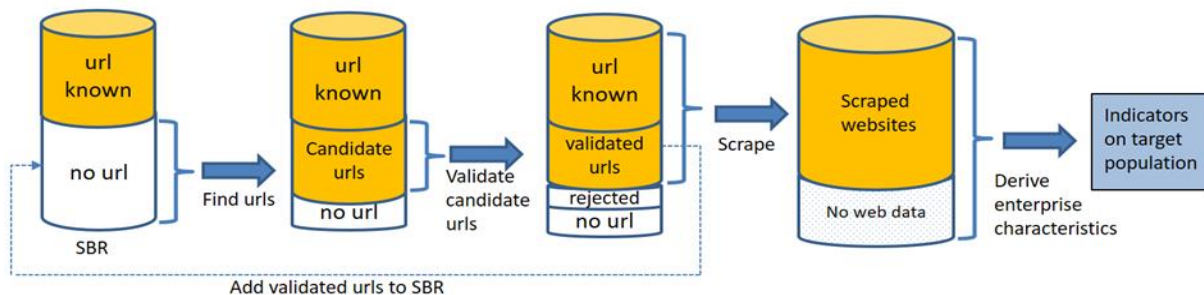 url
known
no url
SBR
Find urls
url
known
Candidate
urls
no url
Validate
candidate
urls
url
known
validated
urls
rejected
no url
Scrape
Scraped
websites
No web data
Derive
enterprise
characteristics
Indicators
on target
population
Add validated urls to SBR